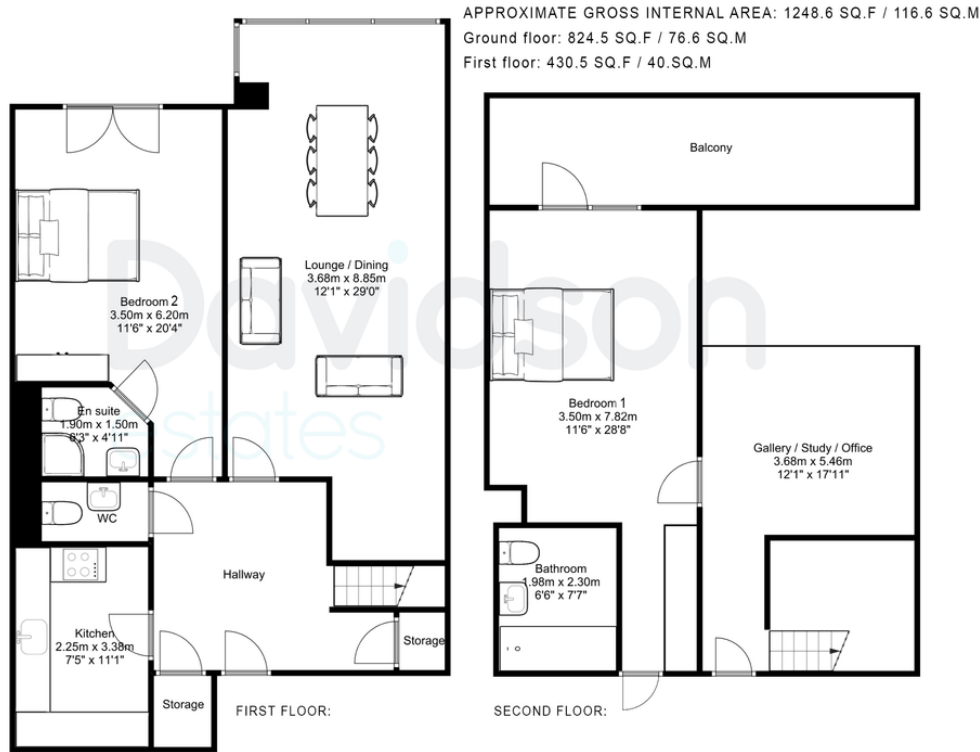 APPROXIMATE GROSS INTERNAL AREA: 1248.6 SQ.F / 116.6 SQ.M
Ground floor: 824.5 SQ.F / 76.6 SQ.M
First floor: 430.5 SQ.F / 40.SQ.M
Balcony
Davidson
estates
Lounge / Dining
3.68m x 8.85m
12'1" x 29'0"
Bedroom 2
3.50m x 6.20m
11'6" x 20'4"
En suite
1.90m x 1.50m
6'3" x 4'11"
WC
Hallway
Kitchen
2.25m x 3.38m
7'5" x 11'1"
Storage
Storage
FIRST FLOOR:
Bedroom 1
3.50m x 7.82m
11'6" x 28'8"
Gallery / Study / Office
3.68m x 5.46m
12'1" x 17'11"
Bathroom
1.98m x 2.30m
6'6" x 7'7"
SECOND FLOOR: